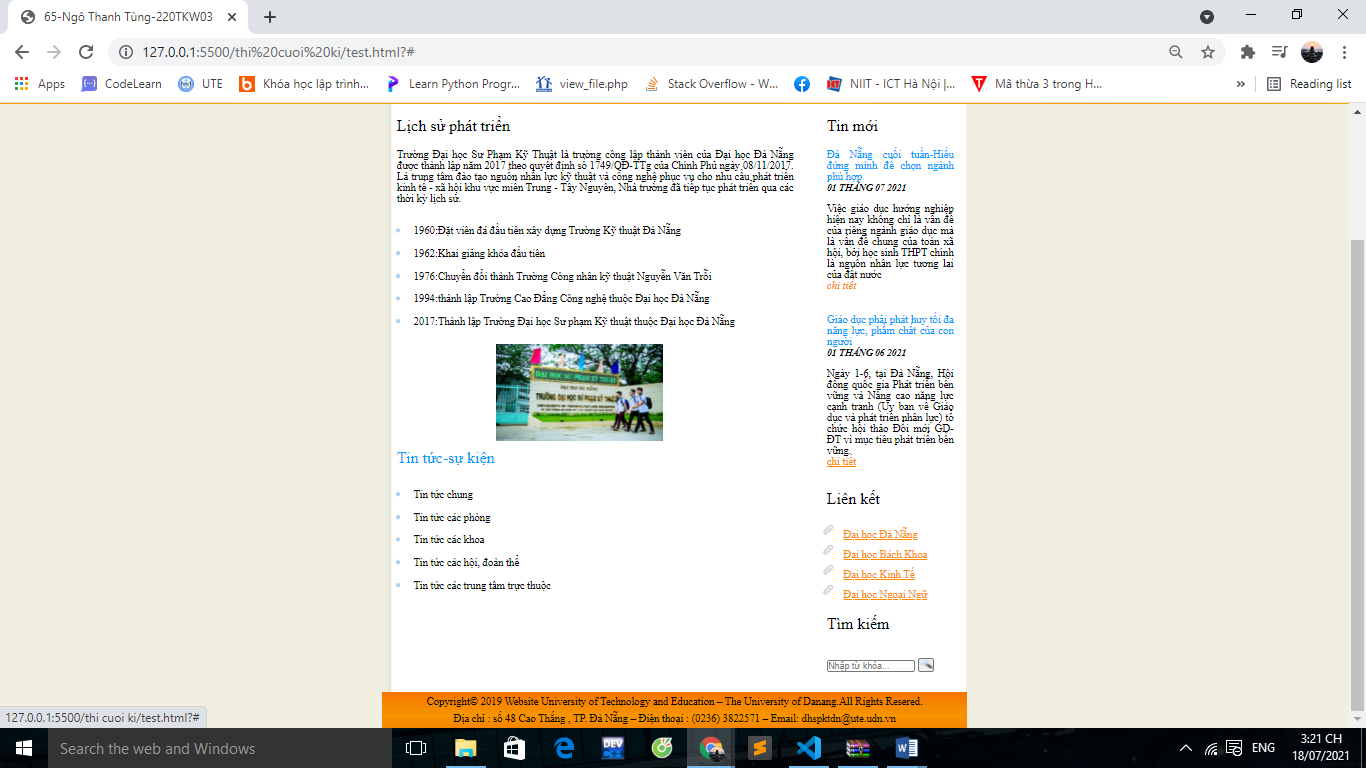 65-Ngô Thanh Tùng-220TKW03
127.0.0.1:5500/thi%20cuoi%20ki/test.html?#
Apps
CodeLearn
UTE
Khóa học lập trình...
Learn Python Progr...
view_file.php
Stack Overflow - W...
NIIT - ICT Hà Nội |...
Mã thừa 3 trong H...
»
Reading list
Lịch sử phát triển
Trường Đại học Sư Phạm Kỹ Thuật là trường công lập thành viên của Đại học Đà Nẵng
được thành lập năm 2017 theo quyết định số 1749/QĐ-TTg của Chính Phủ ngày 08/11/2017.
Là trung tâm đào tạo nguồn nhân lực kỹ thuật và công nghệ phục vụ cho nhu cầu phát triển
kinh tế - xã hội khu vực miền Trung - Tây Nguyên, Nhà trường đã tiếp tục phát triển qua các
thời kỳ lịch sử.
1960:Đặt viên đá đầu tiên xây dựng Trường Kỹ thuật Đà Nẵng
1962:Khai giảng khóa đầu tiên
1976:Chuyển đổi thành Trường Công nhân kỹ thuật Nguyễn Văn Trỗi
1994:thành lập Trường Cao Đẳng Công nghệ thuộc Đại học Đà Nẵng
2017:Thành lập Trường Đại học Sư phạm Kỹ thuật thuộc Đại học Đà Nẵng
ĐẠI HỌC SƯ PHẠM KỸ THUẬT
Tin tức-sự kiện
Tin tức chung
Tin tức các phòng
Tin tức các khoa
Tin tức các hội, đoàn thể
Tin tức các trung tâm trực thuộc
Tin mới
Đà Nẵng cuối tuần-Hiểu
đúng mình để chọn ngành
phù hợp
01 THÁNG 07 2021
Việc giáo dục hướng nghiệp
hiện nay không chỉ là vấn đề
của riêng ngành giáo dục mà
là vấn đề chung của toàn xã
hội, bởi học sinh THPT chính
là nguồn nhân lực tương lai
của đất nước
chi tiết
Giáo dục phải phát huy tối đa
năng lực, phẩm chất của con
người
01 THÁNG 06 2021
Ngày 1-6, tại Đà Nẵng, Hội
đồng quốc gia Phát triển bền
vững và Nâng cao năng lực
cạnh tranh (Ủy ban về Giáo
dục và phát triển nhân lực) tổ
chức hội thảo Đổi mới GD-
ĐT vì mục tiêu phát triển bền
vững.
chi tiết
Liên kết
Đại học Đà Nẵng
Đại học Bách Khoa
Đại học Kinh Tế
Đại học Ngoại Ngữ
Tìm kiếm
Nhập từ khóa...
Copyright© 2019 Website University of Technology and Education – The University of Danang.All Rights Resered.
Địa chỉ : số 48 Cao Thắng , TP. Đà Nẵng – Điện thoại : (0236) 3822571 – Email: dhspktdn@ute.udn.vn
127.0.0.1:5500/thi cuoi ki/test.html?#
Search the web and Windows
DEV
ENG
3:21 CH
18/07/2021